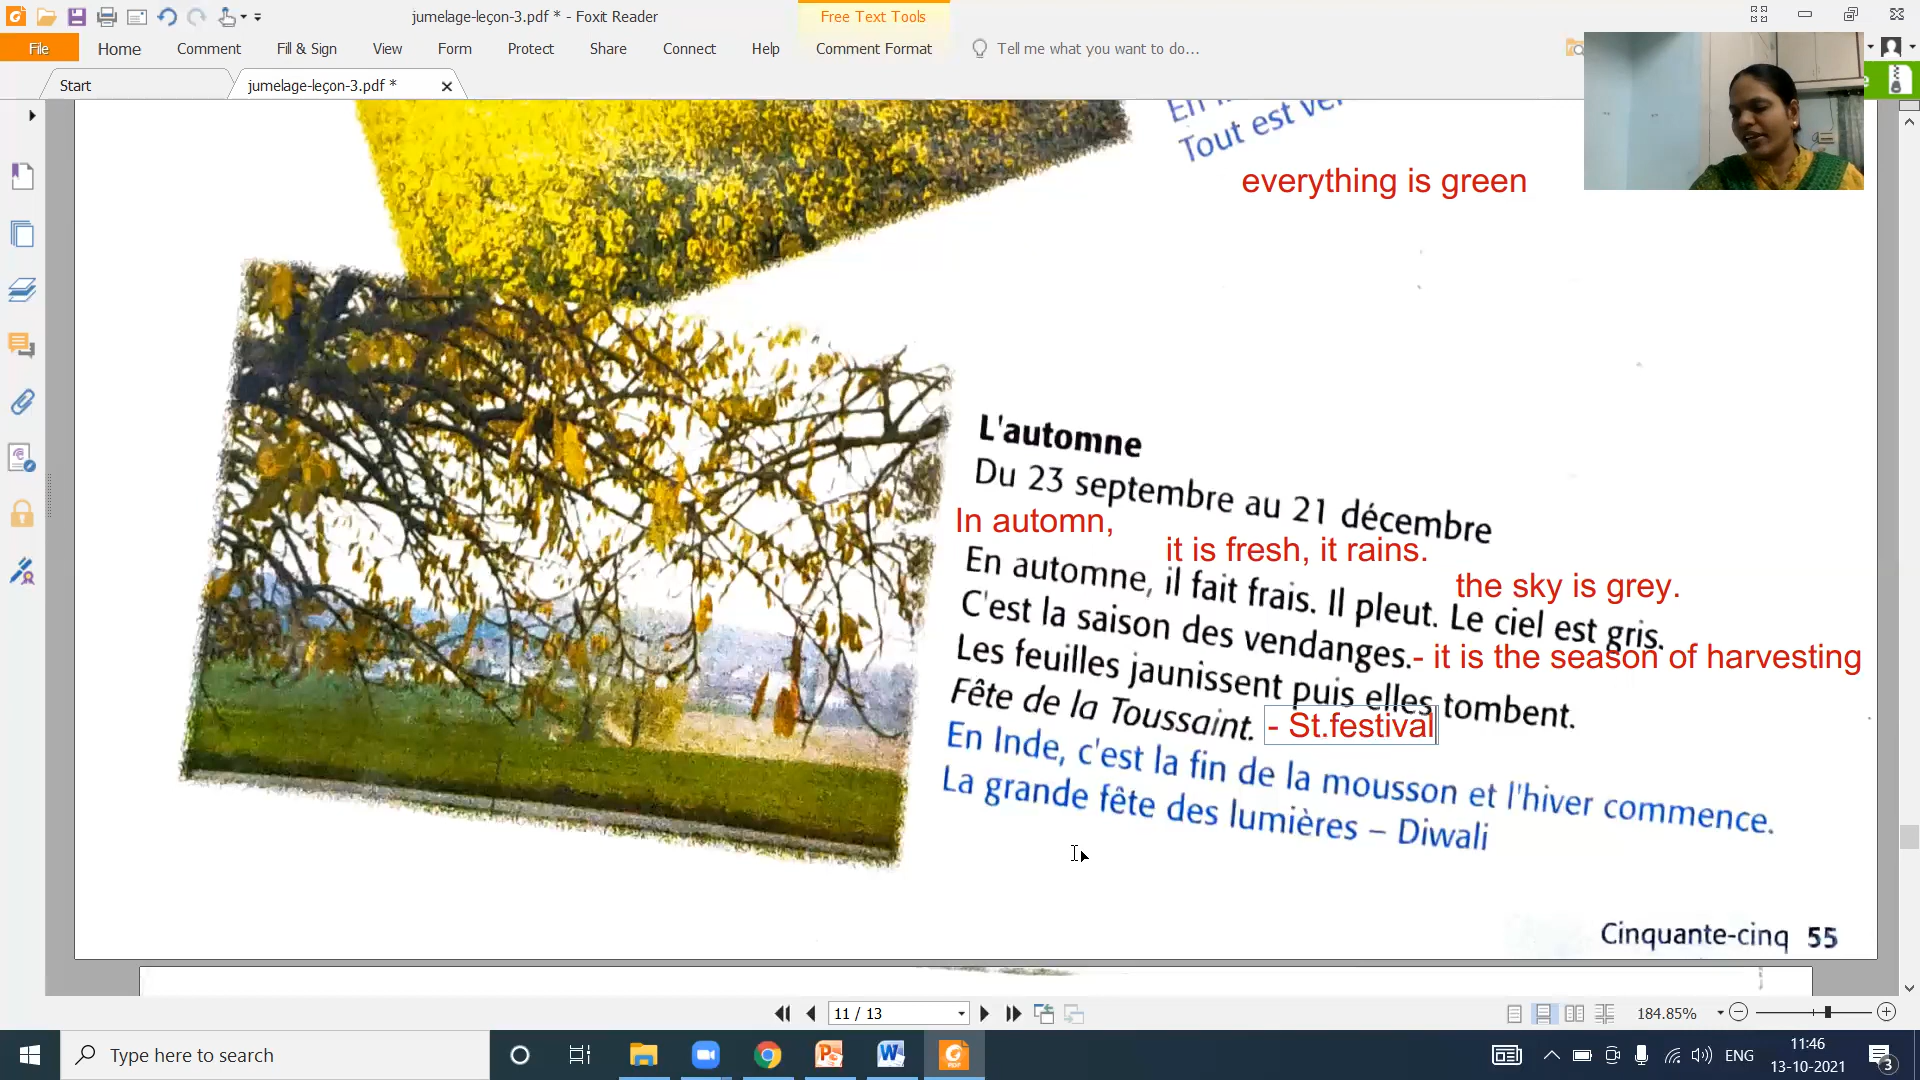 jumelage-leçon-3.pdf * - Foxit Reader
Free Text Tools
File Home Comment Fill & Sign View Form Protect Share Connect Help Comment Format Tell me what you want to do...
Start jumelage-leçon-3.pdf *
Tout est
everything is green
L'automne
Du 23 septembre au 21 décembre
In automn,
it is fresh, it rains.
the sky is grey.
En automne, il fait frais. Il pleut. Le ciel est gris.
C'est la saison des vendanges.
- it is the season of harvesting
Les feuilles jaunissent puis elles tombent.
Fête de la Toussaint.
- St.festival
En Inde, c'est la fin de la mousson et l'hiver commence.
La grande fête des lumières – Diwali
Cinquante-cinq 55
11 / 13
184.85%
Type here to search
ENG
11:46
13-10-2021
3